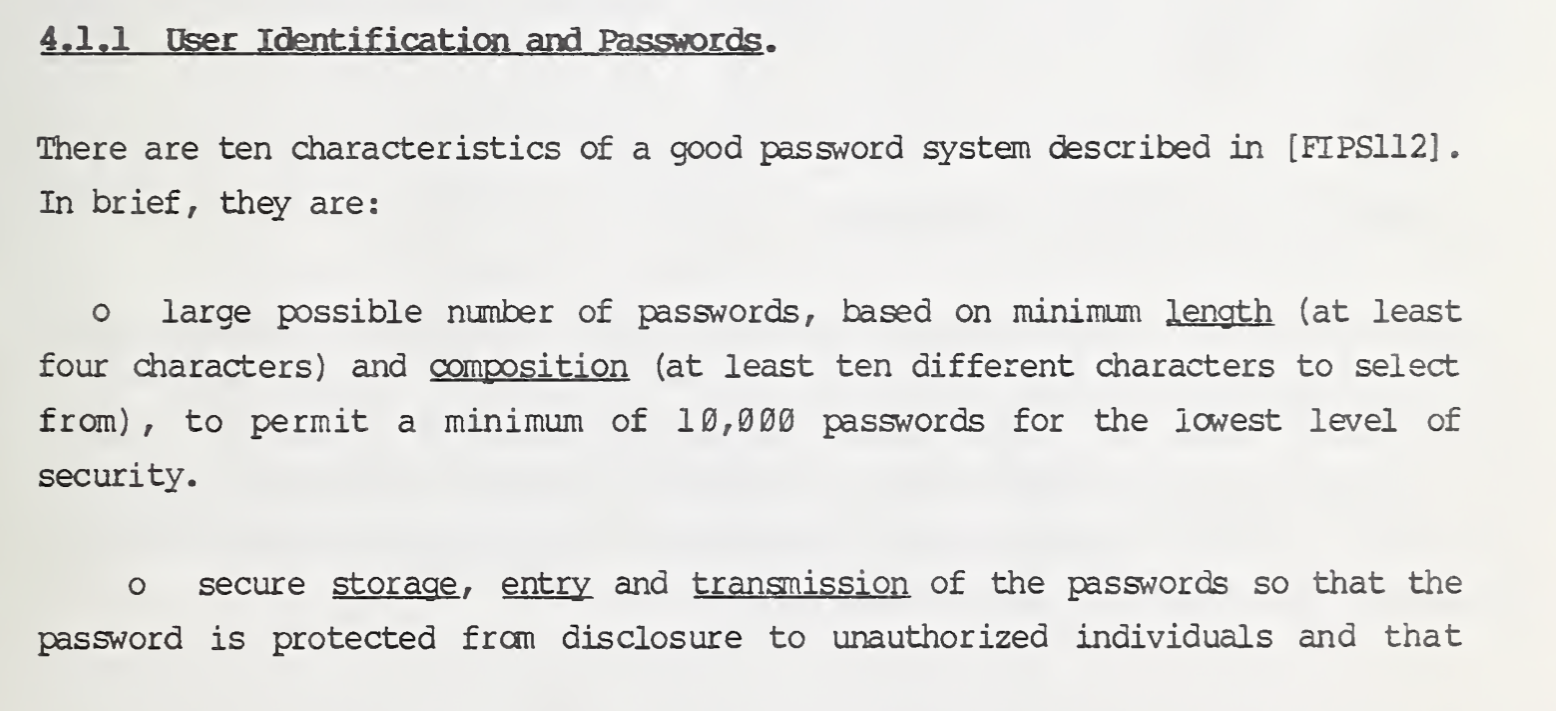 4.1.1 User Identification and Passwords.
There are ten characteristics of a good password system described in [FIPS112].
In brief, they are:
o large possible number of passwords, based on minimum length (at least
four characters) and composition (at least ten different characters to select
from), to permit a minimum of 10,000 passwords for the lowest level of
security.
o secure storage, entry and transmission of the passwords so that the
password is protected from disclosure to unauthorized individuals and that